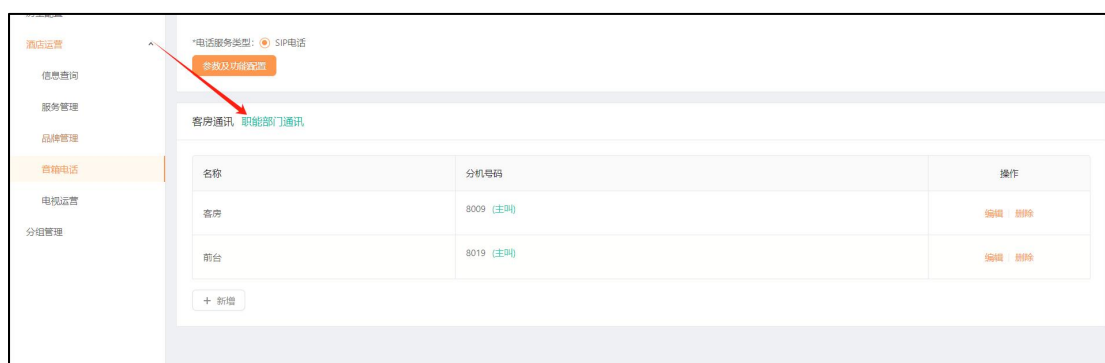 酒店运营
信息查询
服务管理
品牌管理
音箱电话
电视运营
分组管理
*电话服务类型: SIP电话
参数及功能配置
客房通讯 职能部门通讯
名称 分机号码 操作
客房 8009 (主叫) 编辑 删除
前台 8019 (主叫) 编辑 删除
+ 新增